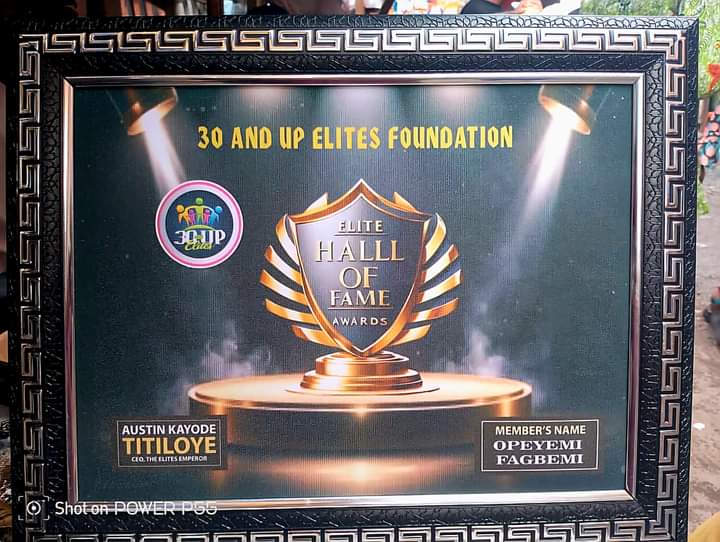 30 AND UP ELITES FOUNDATION
30 UP
Elites
ELITE
HALLL
OF
FAME
AWARDS
AUSTIN KAYODE
TITILOYE
CEO, THE ELITES EMPEROR
MEMBER'S NAME
OPEYEMI
FAGBEMI
Shot on POWER P66